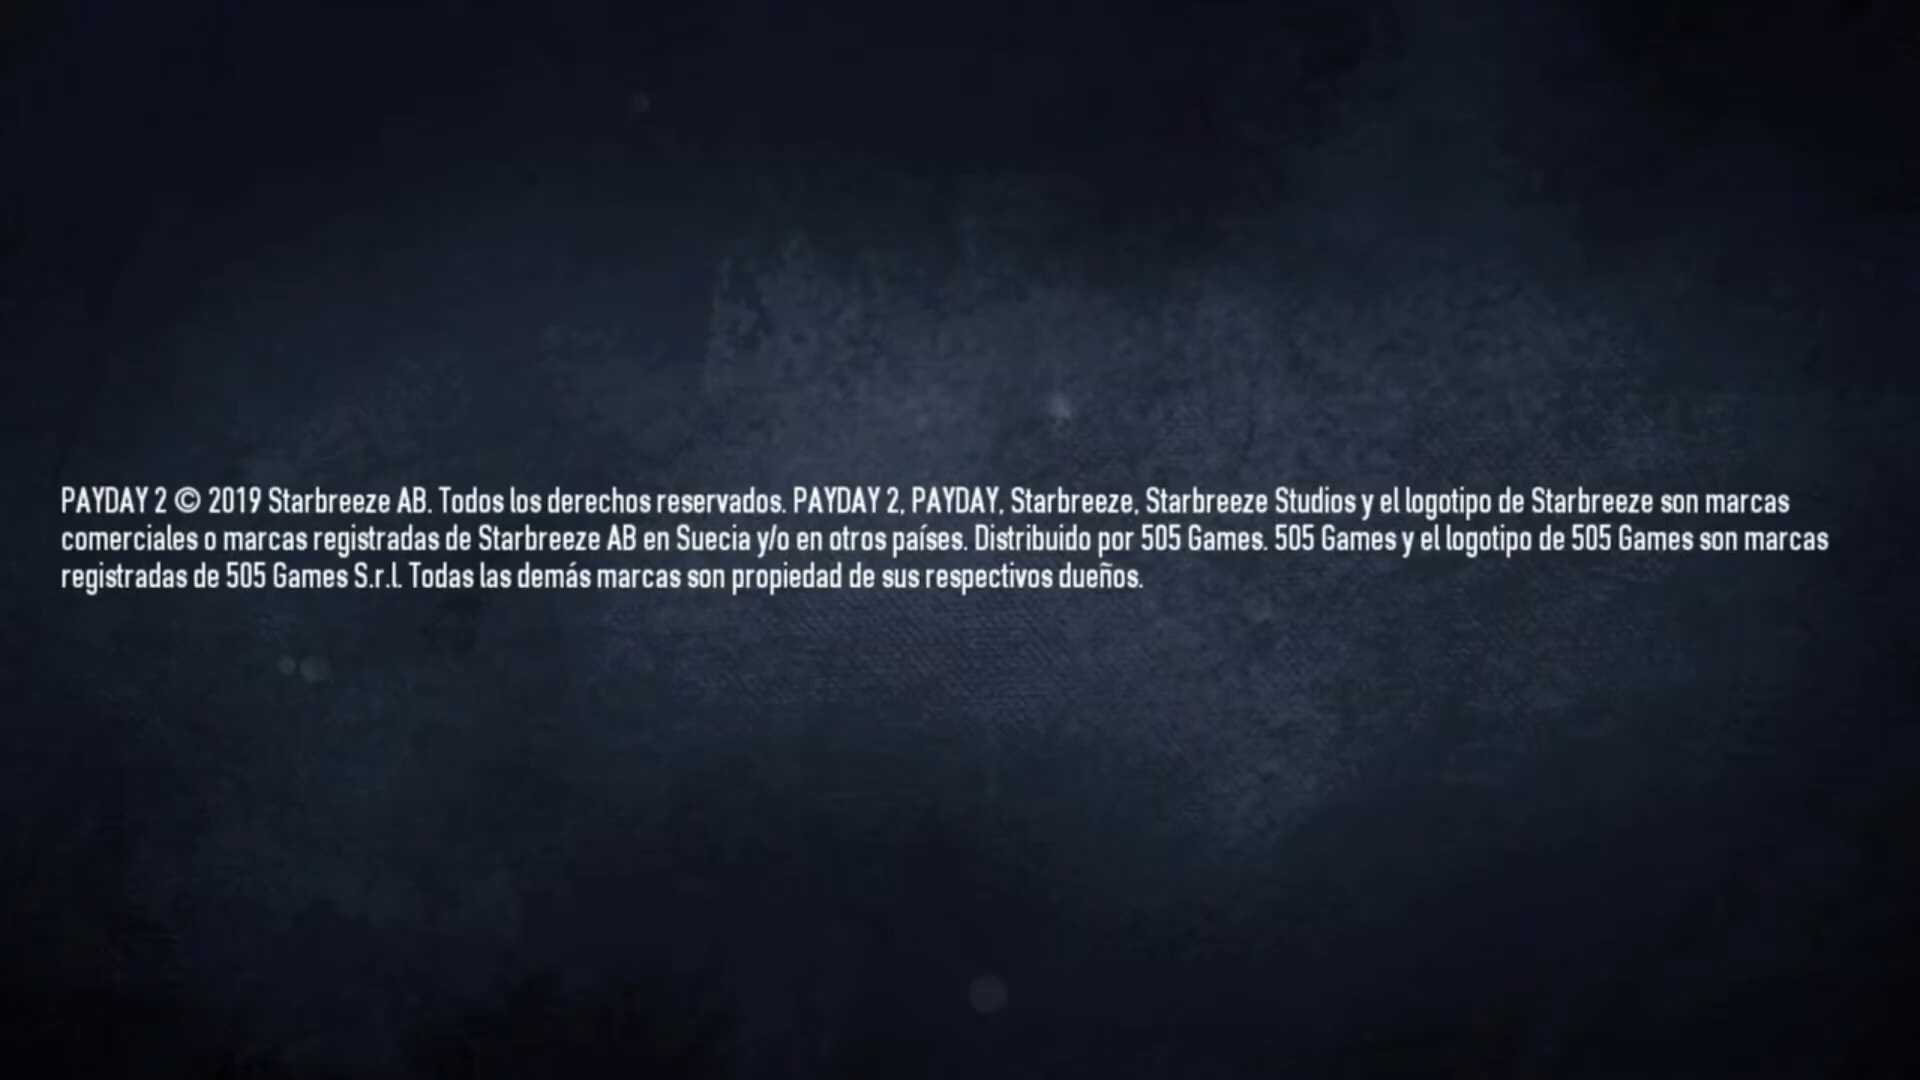 PAYDAY 2 © 2019 Starbreeze AB. Todos los derechos reservados. PAYDAY 2, PAYDAY, Starbreeze, Starbreeze Studios y el logotipo de Starbreeze son marcas
comerciales o marcas registradas de Starbreeze AB en Suecia y/o en otros países. Distribuido por 505 Games. 505 Games y el logotipo de 505 Games son marcas
registradas de 505 Games S.r.l. Todas las demás marcas son propiedad de sus respectivos dueños.